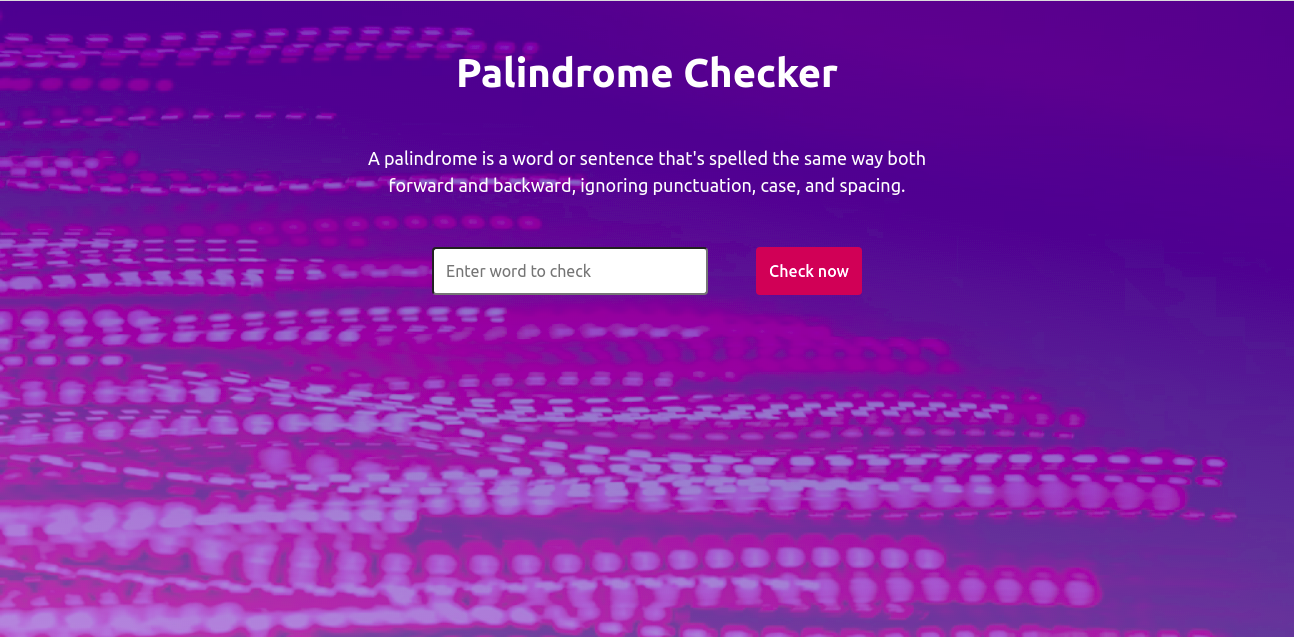 Palindrome Checker
A palindrome is a word or sentence that's spelled the same way both
forward and backward, ignoring punctuation, case, and spacing.
Enter word to check
Check now